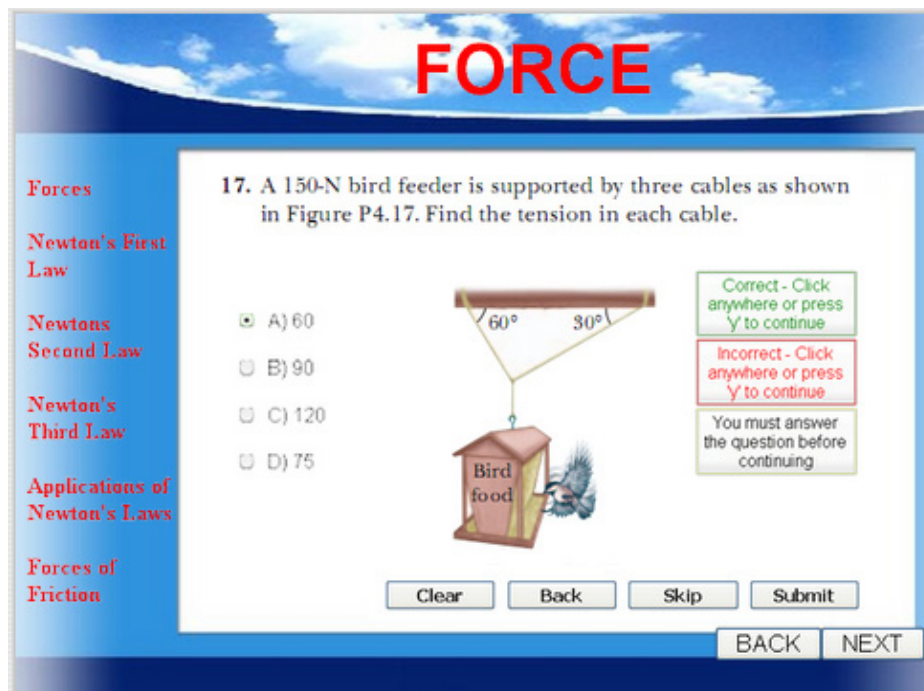 FORCE
Forces
Newton's First
Law
Newtons
Second Law
Newton's
Third Law
Applications of
Newton's Laws
Forces of
Friction
17. A 150-N bird feeder is supported by three cables as shown
in Figure P4.17. Find the tension in each cable.
A) 60
B) 90
C) 120
D) 75
60°
30°
Bird
food
Correct - Click
anywhere or press
'y' to continue
Incorrect - Click
anywhere or press
'y' to continue
You must answer
the question before
continuing
Clear
Back
Skip
Submit
BACK
NEXT